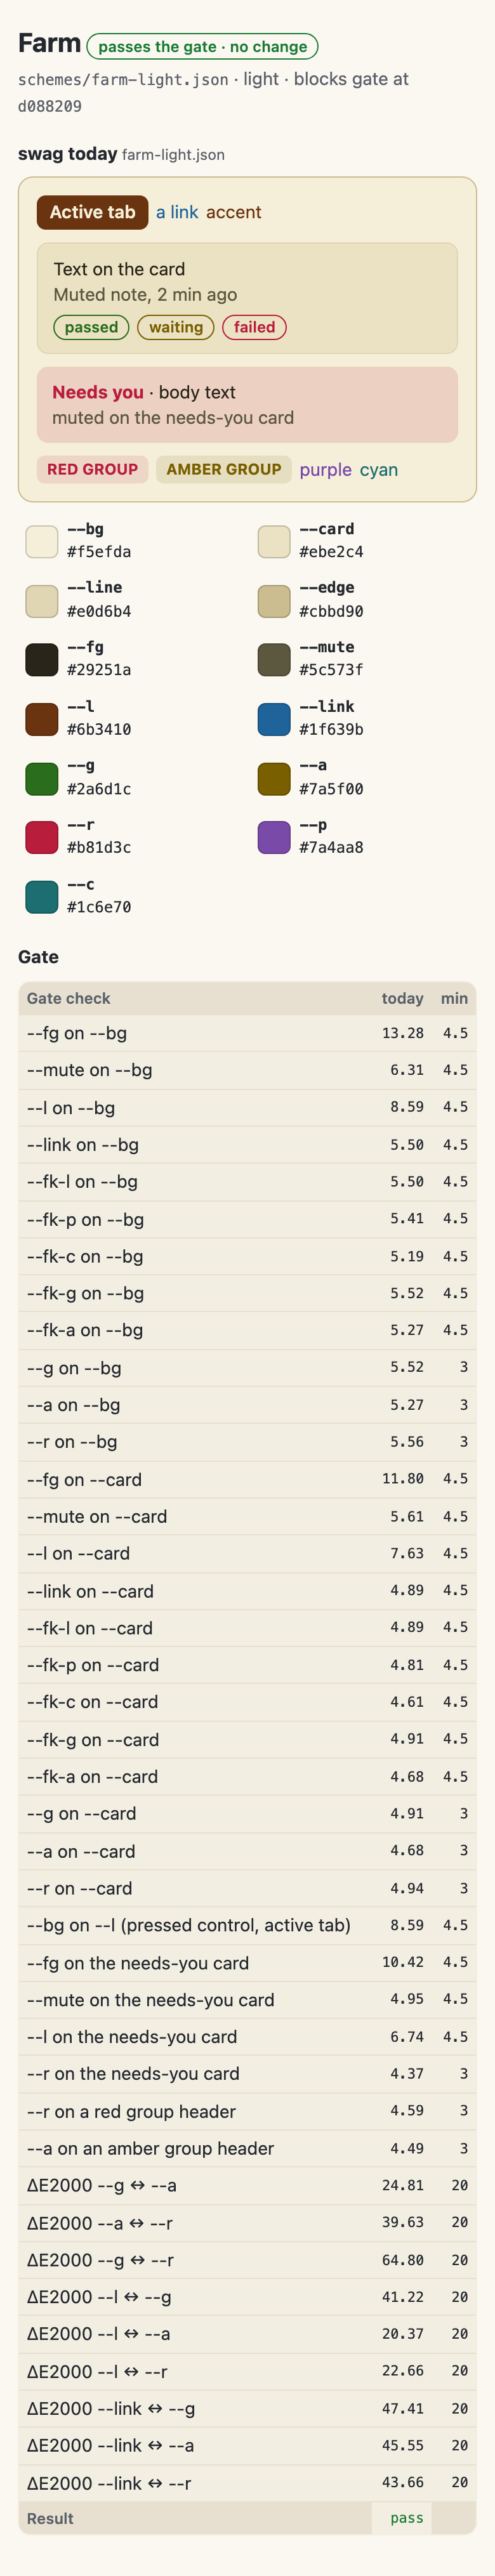 Farm passes the gate · no change
schemes/farm-light.json · light · blocks gate at
d088209
swag today farm-light.json
Active tab a link accent
Text on the card
Muted note, 2 min ago
passed waiting failed
Needs you · body text
muted on the needs-you card
RED GROUP AMBER GROUP purple cyan
--bg --card
#f5efda #ebe2c4
--line --edge
#e0d6b4 #cbbd90
--fg --mute
#29251a #5c573f
--l --link
#6b3410 #1f639b
--g --a
#2a6d1c #7a5f00
--r --p
#b81d3c #7a4aa8
--c
#1c6e70
Gate
Gate check today min
--fg on --bg 13.28 4.5
--mute on --bg 6.31 4.5
--l on --bg 8.59 4.5
--link on --bg 5.50 4.5
--fk-l on --bg 5.50 4.5
--fk-p on --bg 5.41 4.5
--fk-c on --bg 5.19 4.5
--fk-g on --bg 5.52 4.5
--fk-a on --bg 5.27 4.5
--g on --bg 5.52 3
--a on --bg 5.27 3
--r on --bg 5.56 3
--fg on --card 11.80 4.5
--mute on --card 5.61 4.5
--l on --card 7.63 4.5
--link on --card 4.89 4.5
--fk-l on --card 4.89 4.5
--fk-p on --card 4.81 4.5
--fk-c on --card 4.61 4.5
--fk-g on --card 4.91 4.5
--fk-a on --card 4.68 4.5
--g on --card 4.91 3
--a on --card 4.68 3
--r on --card 4.94 3
--bg on --l (pressed control, active tab) 8.59 4.5
--fg on the needs-you card 10.42 4.5
--mute on the needs-you card 4.95 4.5
--l on the needs-you card 6.74 4.5
--r on the needs-you card 4.37 3
--r on a red group header 4.59 3
--a on an amber group header 4.49 3
ΔE2000 --g ↔ --a 24.81 20
ΔE2000 --a ↔ --r 39.63 20
ΔE2000 --g ↔ --r 64.80 20
ΔE2000 --l ↔ --g 41.22 20
ΔE2000 --l ↔ --a 20.37 20
ΔE2000 --l ↔ --r 22.66 20
ΔE2000 --link ↔ --g 47.41 20
ΔE2000 --link ↔ --a 45.55 20
ΔE2000 --link ↔ --r 43.66 20
Result pass